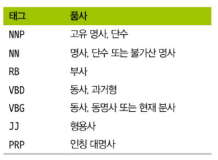 태그 품사
NNP 고유 명사, 단수
NN 명사, 단수 또는 불가산 명사
RB 부사
VBD 동사, 과거형
VBG 동사, 동명사 또는 현재 분사
JJ 형용사
PRP 인칭 대명사